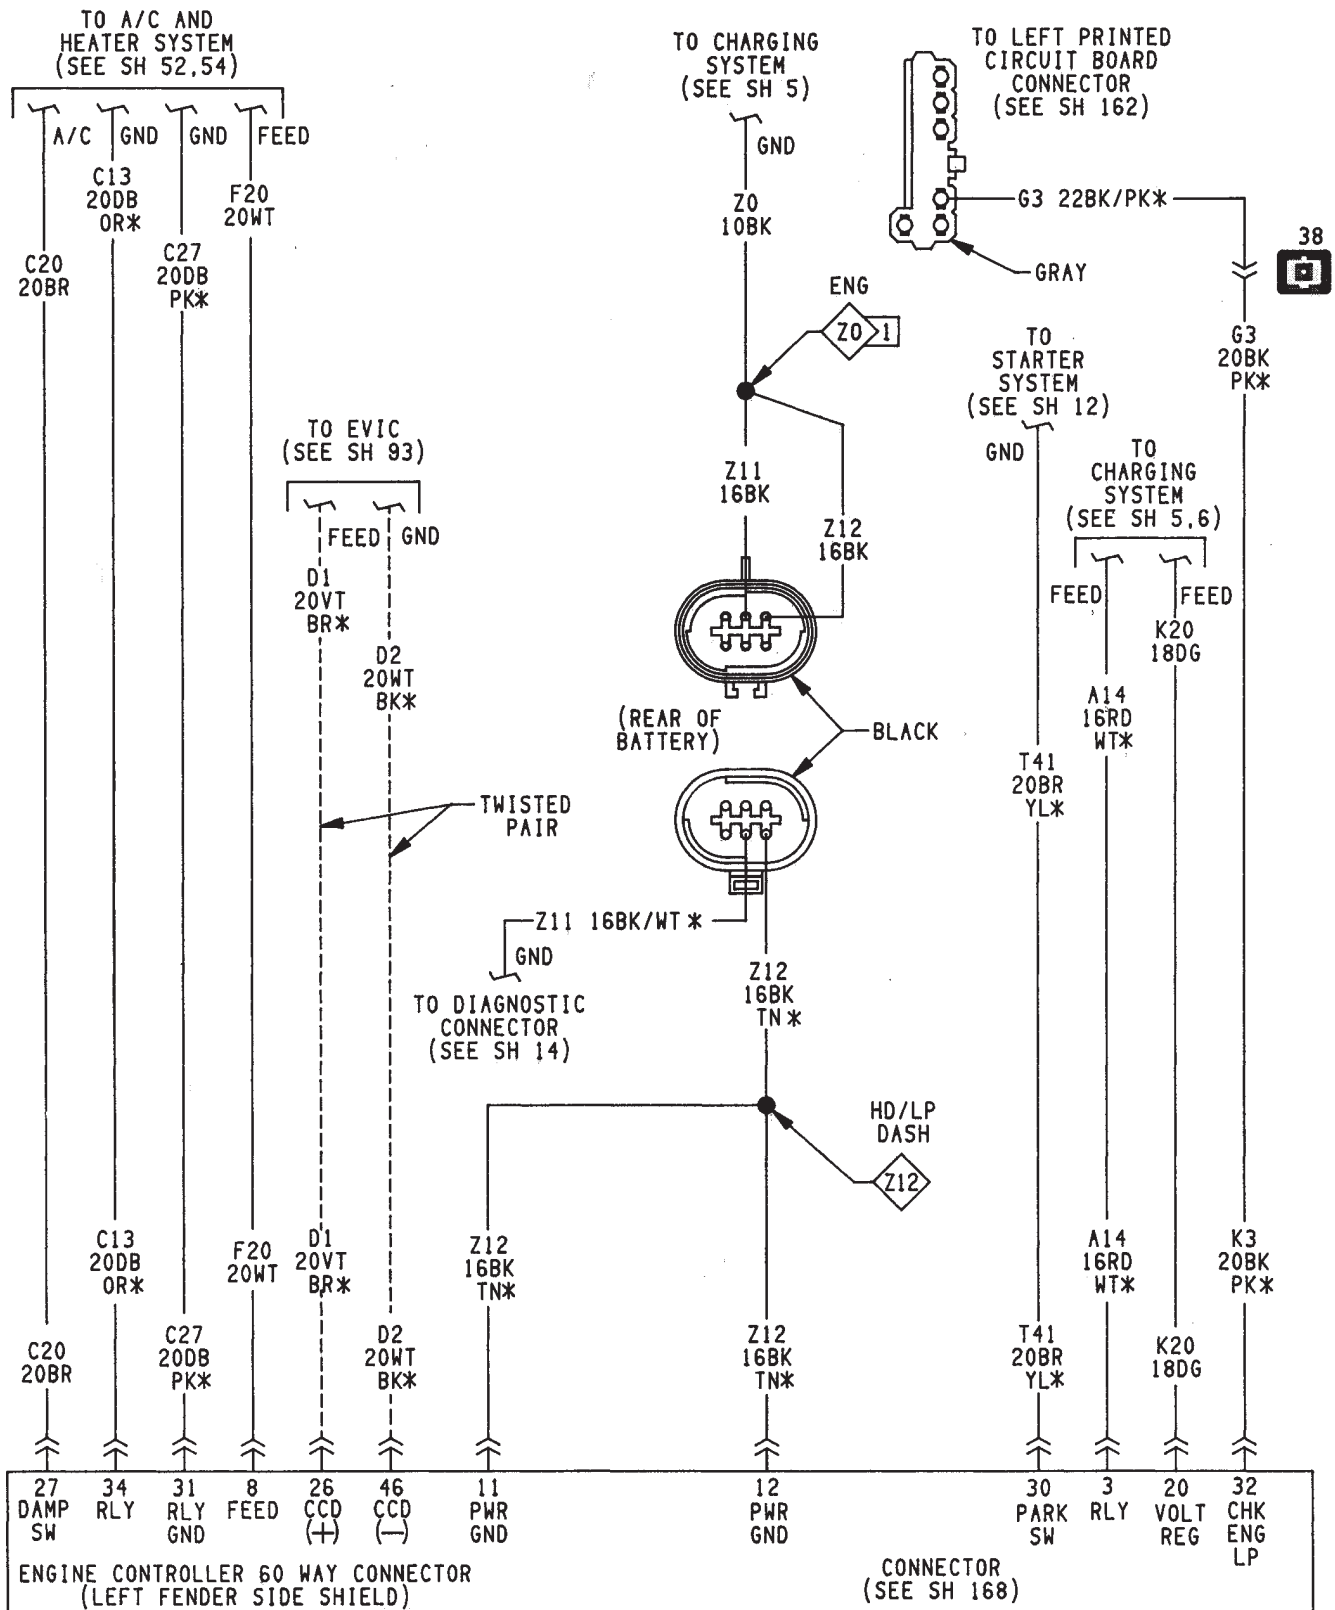 TO A/C AND
HEATER SYSTEM
(SEE SH 52,54)
A/C
GND
GND
FEED
C13
20DB
OR*
F20
20WT
C20
20BR
C27
20DB
PK*
TO CHARGING
SYSTEM
(SEE SH 5)
GND
Z0
10BK
TO LEFT PRINTED
CIRCUIT BOARD
CONNECTOR
(SEE SH 162)
G3 22BK/PK*
GRAY
38
ENG
Z0
1
TO
STARTER
SYSTEM
(SEE SH 12)
GND
G3
20BK
PK*
TO EVIC
(SEE SH 93)
FEED
GND
D1
20VT
BR*
D2
20WT
BK*
Z11
16BK
Z12
16BK
TO
CHARGING
SYSTEM
(SEE SH 5,6)
FEED
FEED
K20
18DG
A14
16RD
WT*
(REAR OF
BATTERY)
BLACK
T41
20BR
YL*
TWISTED
PAIR
Z11 16BK/WT*
GND
TO DIAGNOSTIC
CONNECTOR
(SEE SH 14)
Z12
16BK
TN*
HD/LP
DASH
Z12
C13
20DB
OR*
F20
20WT
D1
20VT
BR*
Z12
16BK
TN*
A14
16RD
WT*
K3
20BK
PK*
C20
20BR
C27
20DB
PK*
D2
20WT
BK*
Z12
16BK
TN*
T41
20BR
YL*
K20
18DG
27
DAMP
SW
34
RLY
31
RLY
GND
8
FEED
26
CCD
(+)
46
CCD
(—)
11
PWR
GND
12
PWR
GND
30
PARK
SW
3
RLY
20
VOLT
REG
32
CHK
ENG
LP
ENGINE CONTROLLER 60 WAY CONNECTOR
(LEFT FENDER SIDE SHIELD)
CONNECTOR
(SEE SH 168)